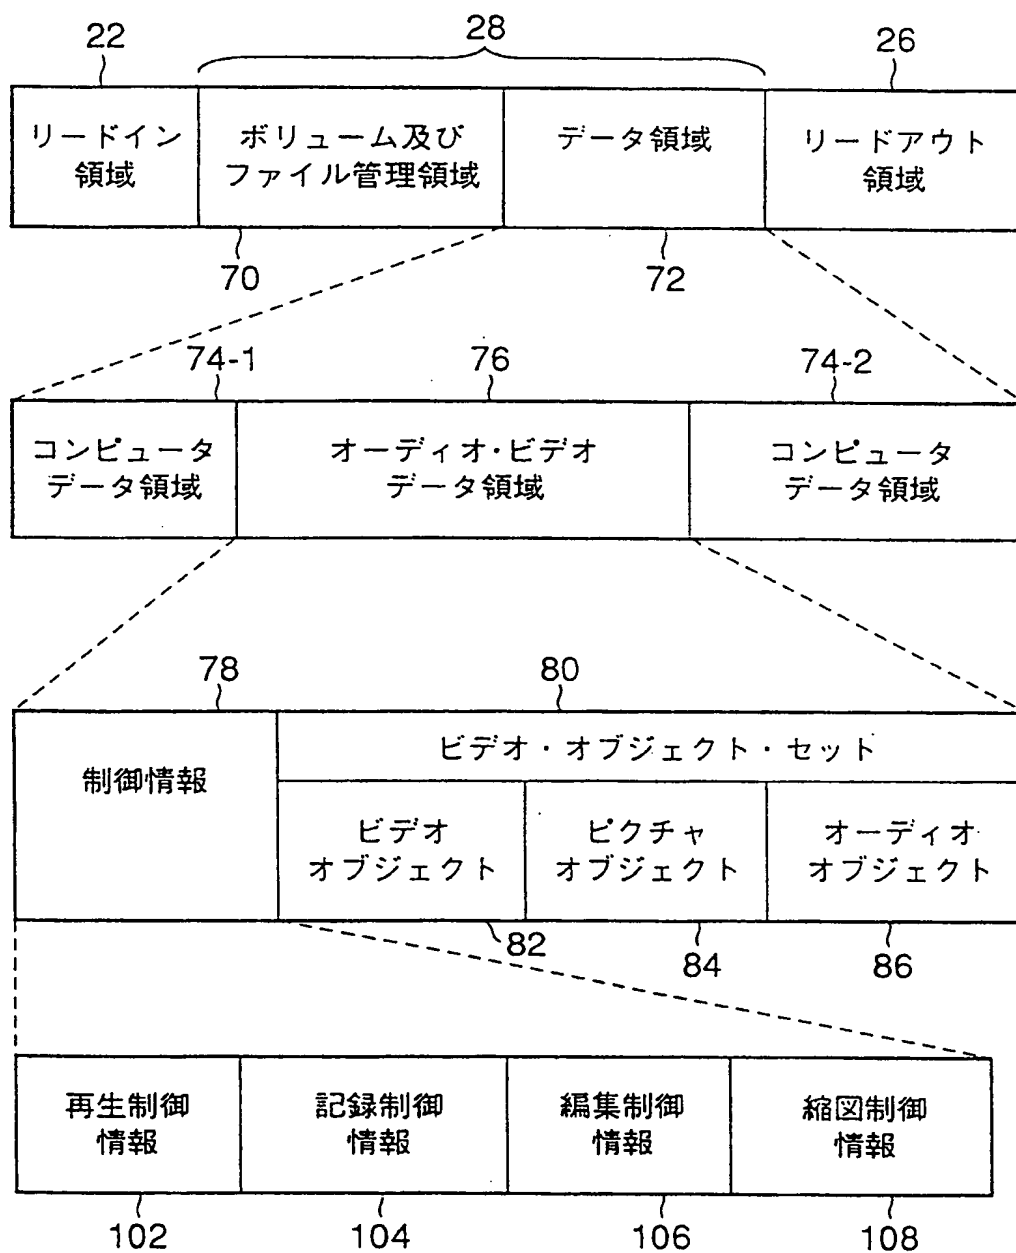 22
28
26
リードイン
領域
ボリューム及び
ファイル管理領域
データ領域
リードアウト
領域
70
72
74-1
76
74-2
コンピュータ
データ領域
オーディオ・ビデオ
データ領域
コンピュータ
データ領域
78
80
制御情報
ビデオ・オブジェクト・セット
ビデオ
オブジェクト
ピクチャ
オブジェクト
オーディオ
オブジェクト
82
84
86
再生制御
情報
記録制御
情報
編集制御
情報
縮図制御
情報
102
104
106
108